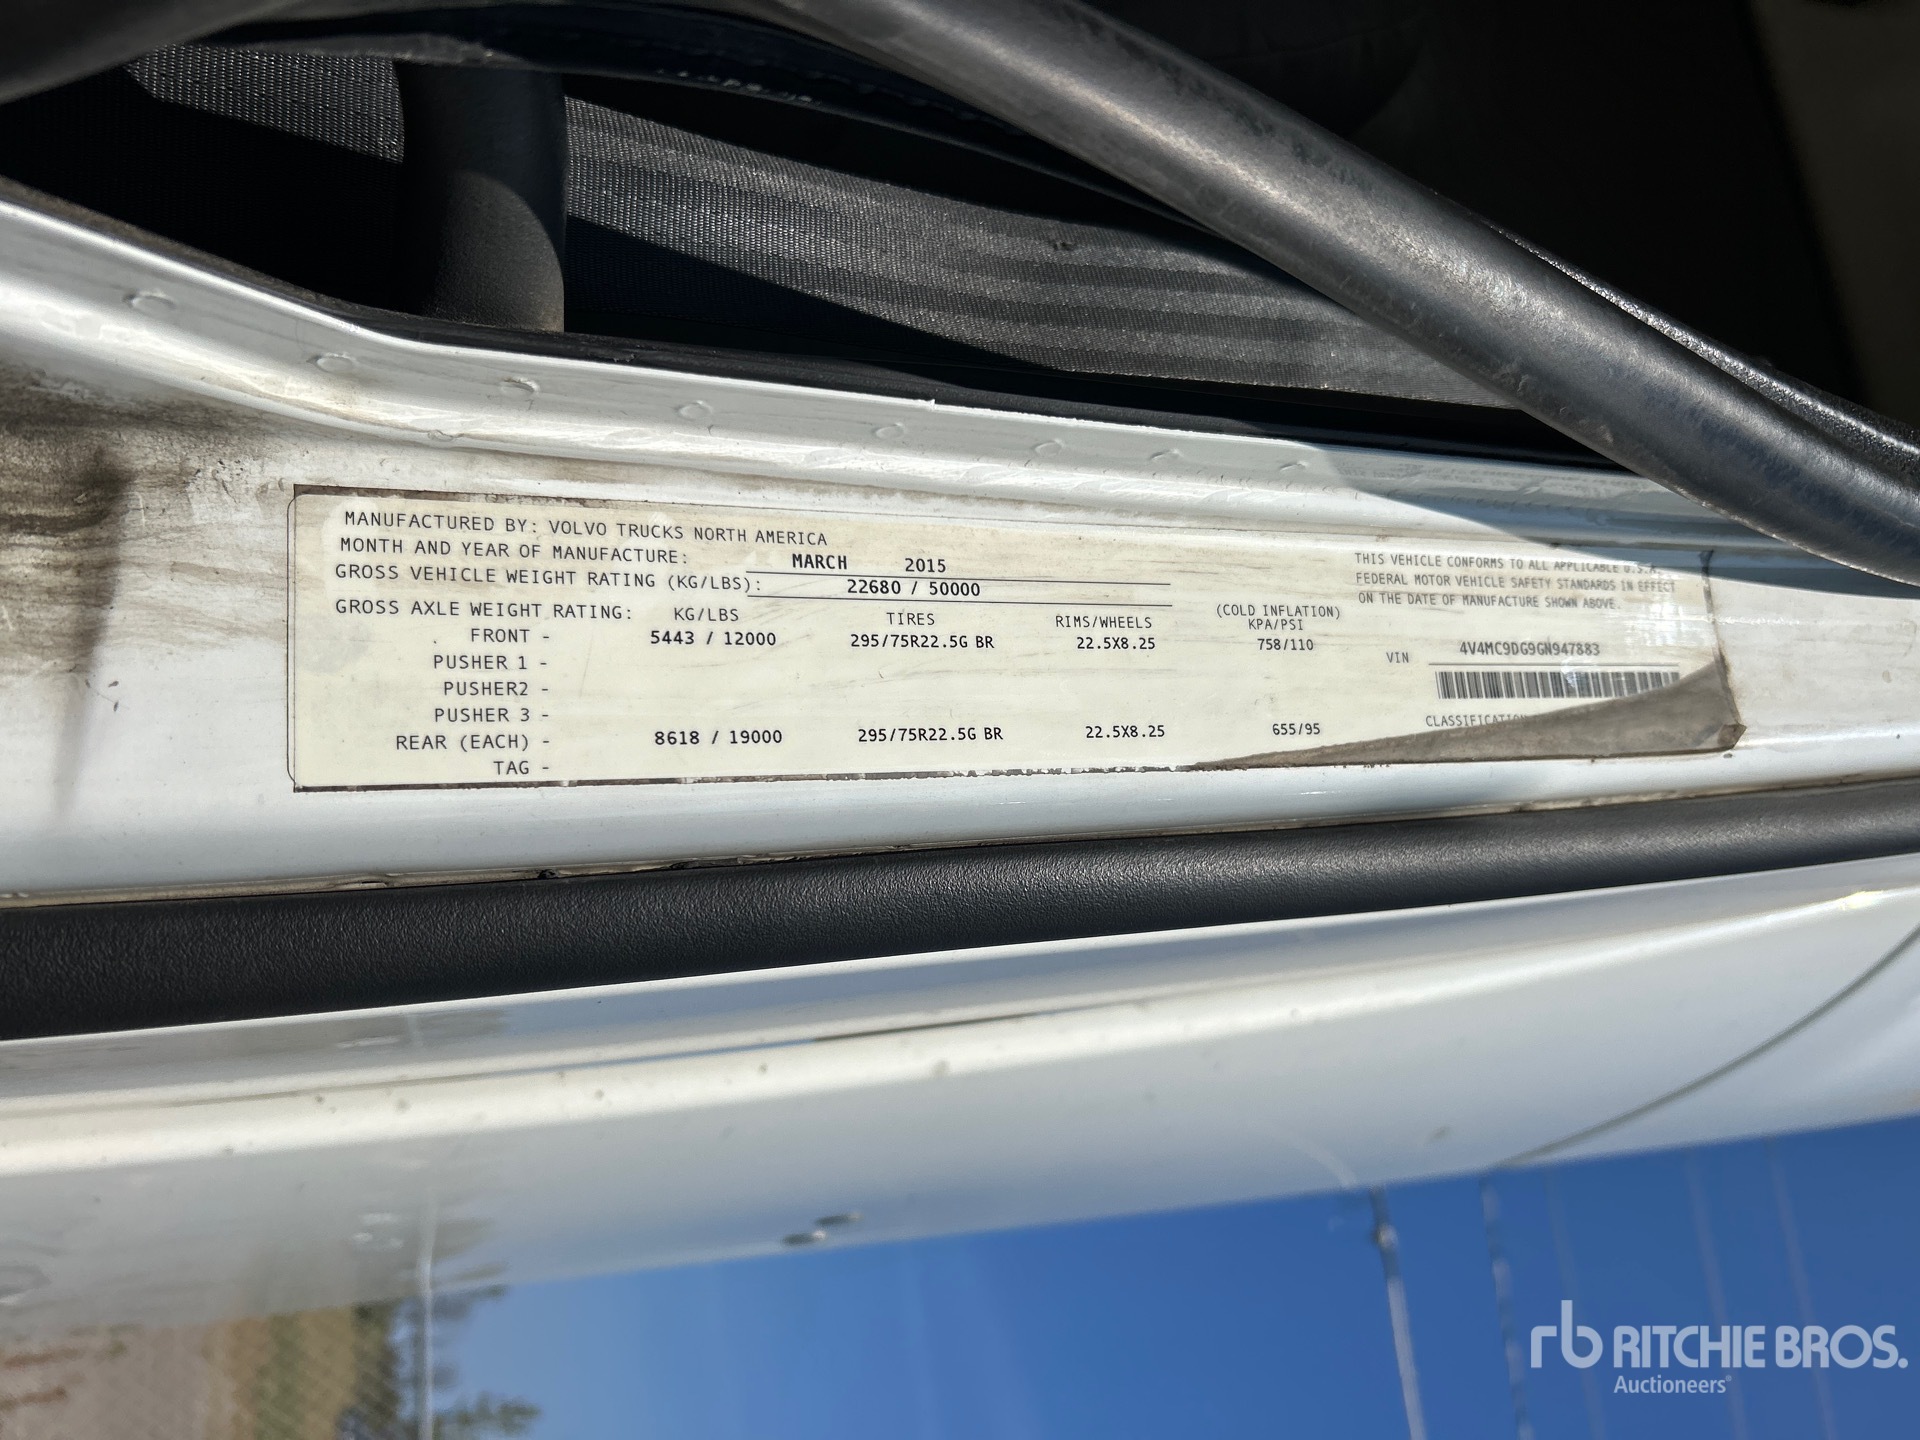 MANUFACTURED BY: VOLVO TRUCKS NORTH AMERICA
MONTH AND YEAR OF MANUFACTURE: MARCH 2015
GROSS VEHICLE WEIGHT RATING (KG/LBS): 22680 / 50000
GROSS AXLE WEIGHT RATING: KG/LBS TIRES RIMS/WHEELS (COLD INFLATION) KPA/PSI
FRONT - 5443 / 12000 295/75R22.5G BR 22.5X8.25 758/110
PUSHER 1 -
PUSHER2 -
PUSHER 3 -
REAR (EACH) - 8618 / 19000 295/75R22.5G BR 22.5X8.25 655/95
TAG -
THIS VEHICLE CONFORMS TO ALL APPLICABLE U.S.A.
FEDERAL MOTOR VEHICLE SAFETY STANDARDS IN EFFECT
ON THE DATE OF MANUFACTURE SHOWN ABOVE.
VIN 4V4MC9DG9GN947883
rb RITCHIE BROS.
Auctioneers